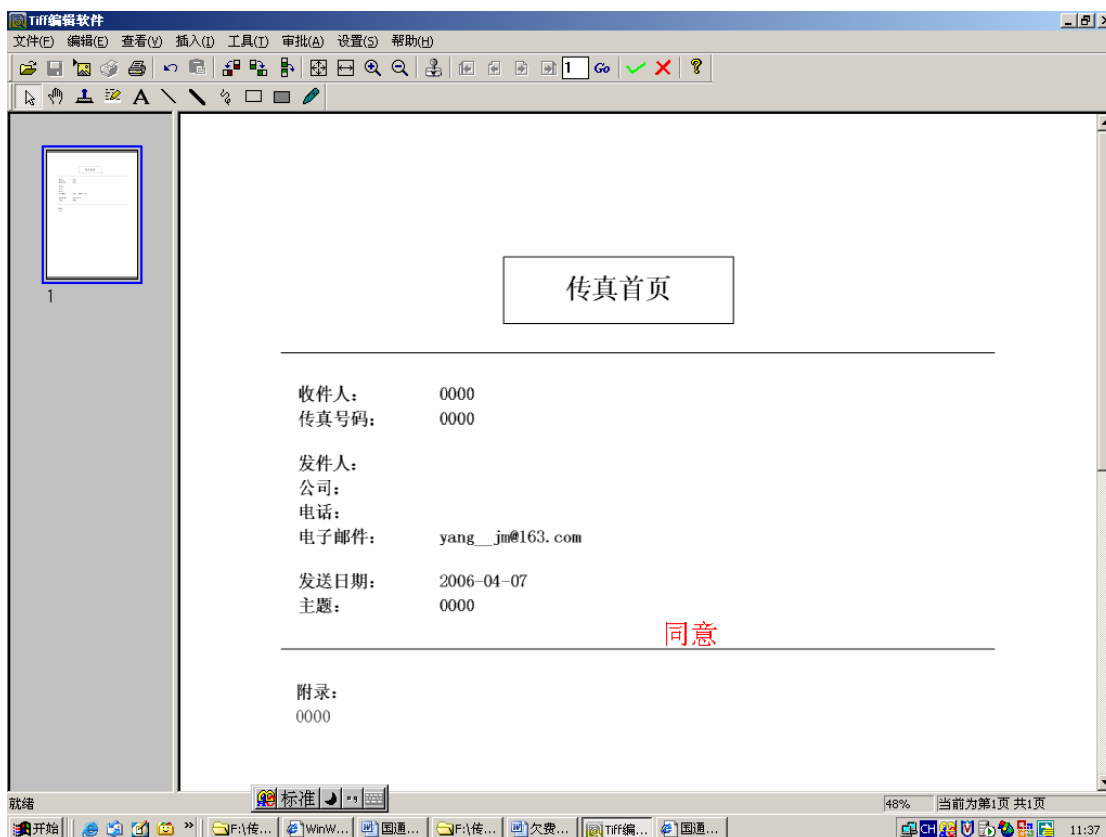 Tiff编辑软件
文件(F) 编辑(E) 查看(V) 插入(I) 工具(T) 审批(A) 设置(S) 帮助(H)
1 Go
A
传真首页
收件人: 0000
传真号码: 0000
发件人:
公司:
电话:
电子邮件: yang__jm@163.com
发送日期: 2006-04-07
主题: 0000
同意
附录:
0000
1
标准
就绪 48% 当前为第1页 共1页
开始 » F:\传... WinW... 国通... F:\传... 欠费... Tiff编... 国通... CH 11:37